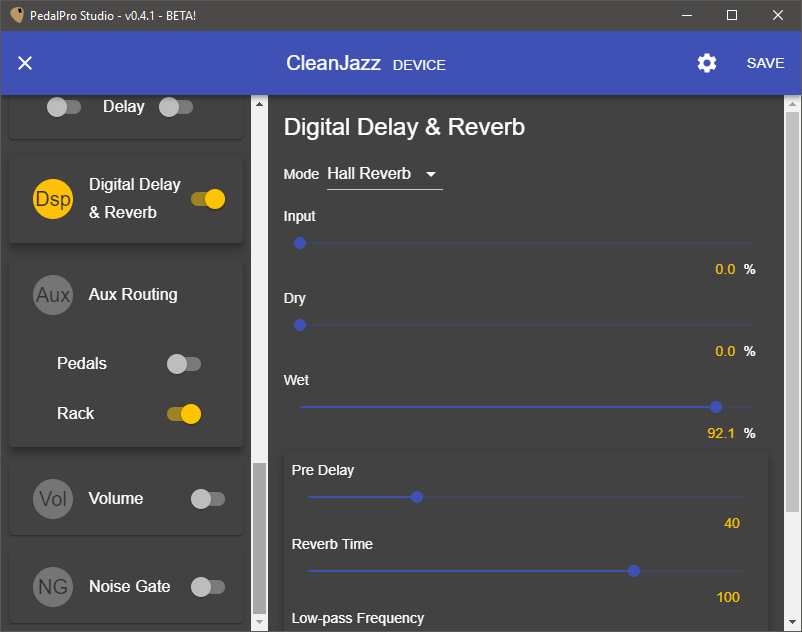 PedalPro Studio - v0.4.1 - BETA!
CleanJazz DEVICE
SAVE
Delay
Dsp
Digital Delay
& Reverb
Aux
Aux Routing
Pedals
Rack
Vol
Volume
NG
Noise Gate
Digital Delay & Reverb
Mode Hall Reverb
Input
0.0 %
Dry
0.0 %
Wet
92.1 %
Pre Delay
40
Reverb Time
100
Low-pass Frequency